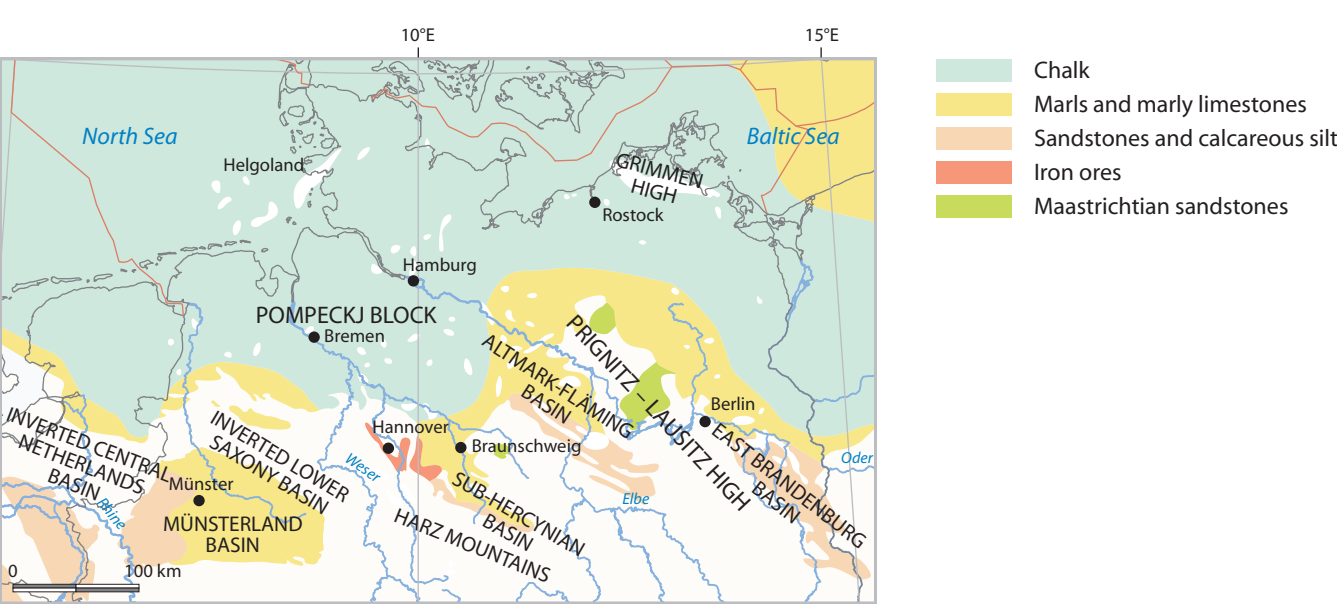 10°E
15°E
North Sea
Baltic Sea
Helgoland
GRIMMEN
HIGH
Rostock
Hamburg
POMPECKJ BLOCK
Bremen
PRIGNITZ – LAUSITZ HIGH
ALTMARK-FLÄMING
BASIN
Berlin
EAST BRANDENBURG
BASIN
Oder
INVERTED CENTRAL
NETHERLANDS
BASIN
INVERTED LOWER
SAXONY BASIN
Hannover
Braunschweig
Weser
Münster
Rhine
MÜNSTERLAND
BASIN
SUB-HERCYNIAN
BASIN
HARZ MOUNTAINS
Elbe
0
100 km
Chalk
Marls and marly limestones
Sandstones and calcareous silt
Iron ores
Maastrichtian sandstones